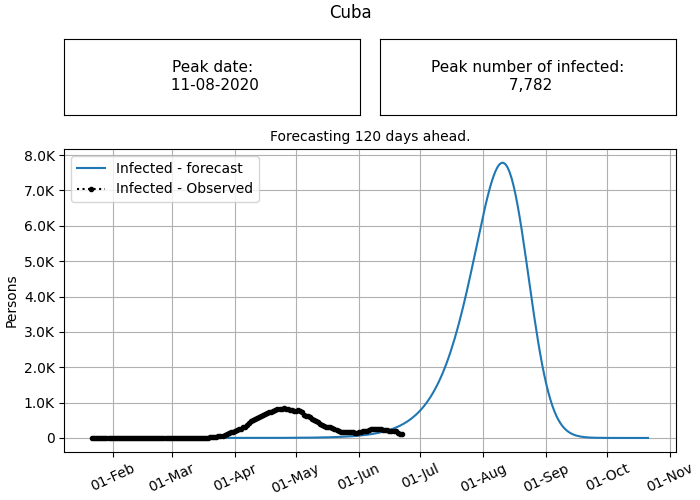 Cuba
Peak date:
11-08-2020
Peak number of infected:
7,782
Forecasting 120 days ahead.
Infected - forecast
Infected - Observed
Persons
8.0K
7.0K
6.0K
5.0K
4.0K
3.0K
2.0K
1.0K
0
01-Feb
01-Mar
01-Apr
01-May
01-Jun
01-Jul
01-Aug
01-Sep
01-Oct
01-Nov